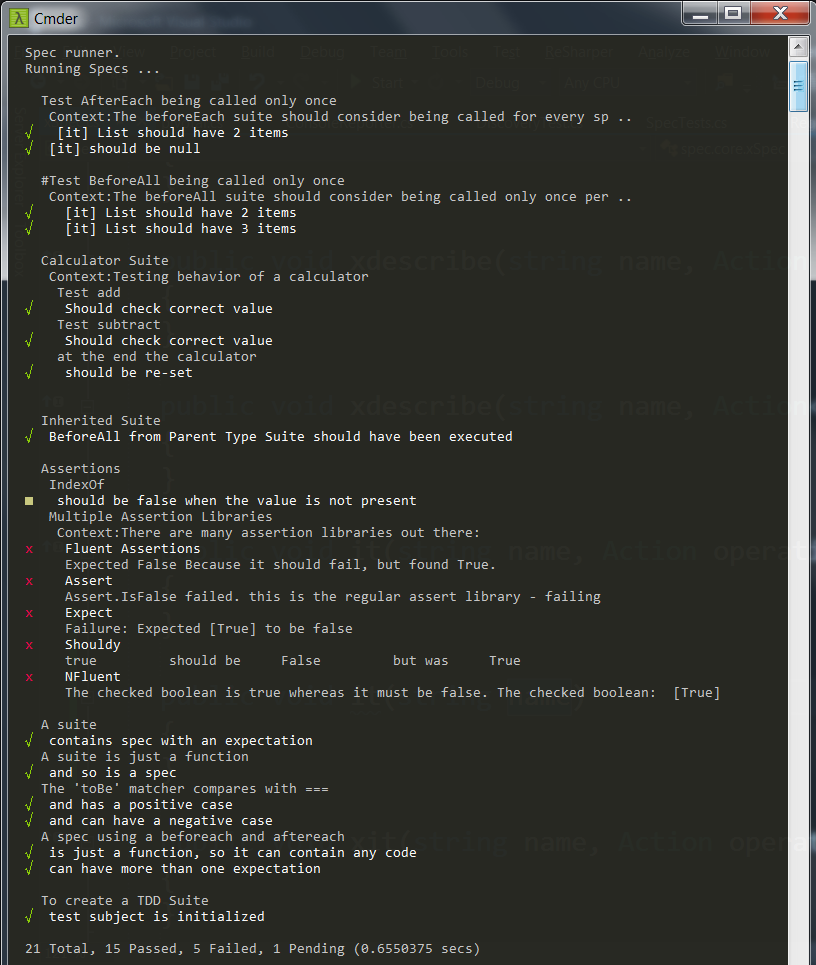 Cmder
Spec runner.
Running Specs ...
Test AfterEach being called only once
Context:The beforeEach suite should consider being called for every sp ..
√ [it] List should have 2 items
√ [it] should be null
#Test BeforeAll being called only once
Context:The beforeAll suite should consider being called only once per ..
√ [it] List should have 2 items
√ [it] List should have 3 items
Calculator Suite
Context:Testing behavior of a calculator
Test add
√ Should check correct value
Test subtract
√ Should check correct value
at the end the calculator
√ should be re-set
Inherited Suite
√ BeforeAll from Parent Type Suite should have been executed
Assertions
IndexOf
■ should be false when the value is not present
Multiple Assertion Libraries
Context:There are many assertion libraries out there:
x Fluent Assertions
Expected False Because it should fail, but found True.
x Assert
Assert.IsFalse failed. this is the regular assert library - failing
x Expect
Failure: Expected [True] to be false
x Shouldy
true should be False but was True
x NFluent
The checked boolean is true whereas it must be false. The checked boolean: [True]
A suite
√ contains spec with an expectation
A suite is just a function
√ and so is a spec
The 'toBe' matcher compares with ===
√ and has a positive case
√ and can have a negative case
A spec using a beforeach and aftereach
√ is just a function, so it can contain any code
√ can have more than one expectation
To create a TDD Suite
√ test subject is initialized
21 Total, 15 Passed, 5 Failed, 1 Pending (0.6550375 secs)